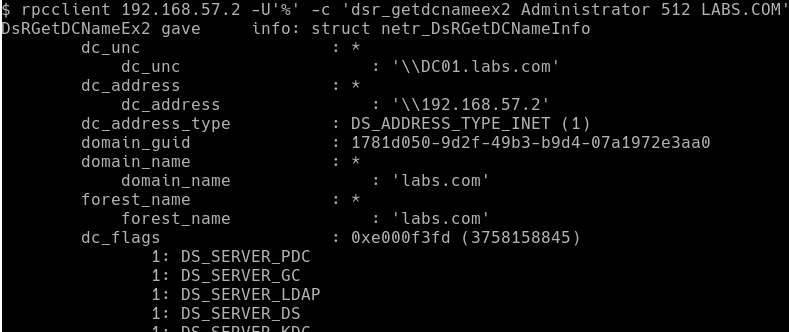 $ rpcclient 192.168.57.2 -U'%' -c 'dsr_getdcnameex2 Administrator 512 LABS.COM'
DsRGetDCNameEx2 gave     info: struct netr_DsRGetDCNameInfo
        dc_unc                   : *
            dc_unc                   : '\\DC01.labs.com'
        dc_address               : *
            dc_address               : '\\192.168.57.2'
        dc_address_type          : DS_ADDRESS_TYPE_INET (1)
        domain_guid              : 1781d050-9d2f-49b3-b9d4-07a1972e3aa0
        domain_name              : *
            domain_name              : 'labs.com'
        forest_name              : *
            forest_name              : 'labs.com'
        dc_flags                 : 0xe000f3fd (3758158845)
               1: DS_SERVER_PDC
               1: DS_SERVER_GC
               1: DS_SERVER_LDAP
               1: DS_SERVER_DS
               1: DS_SERVER_KDC